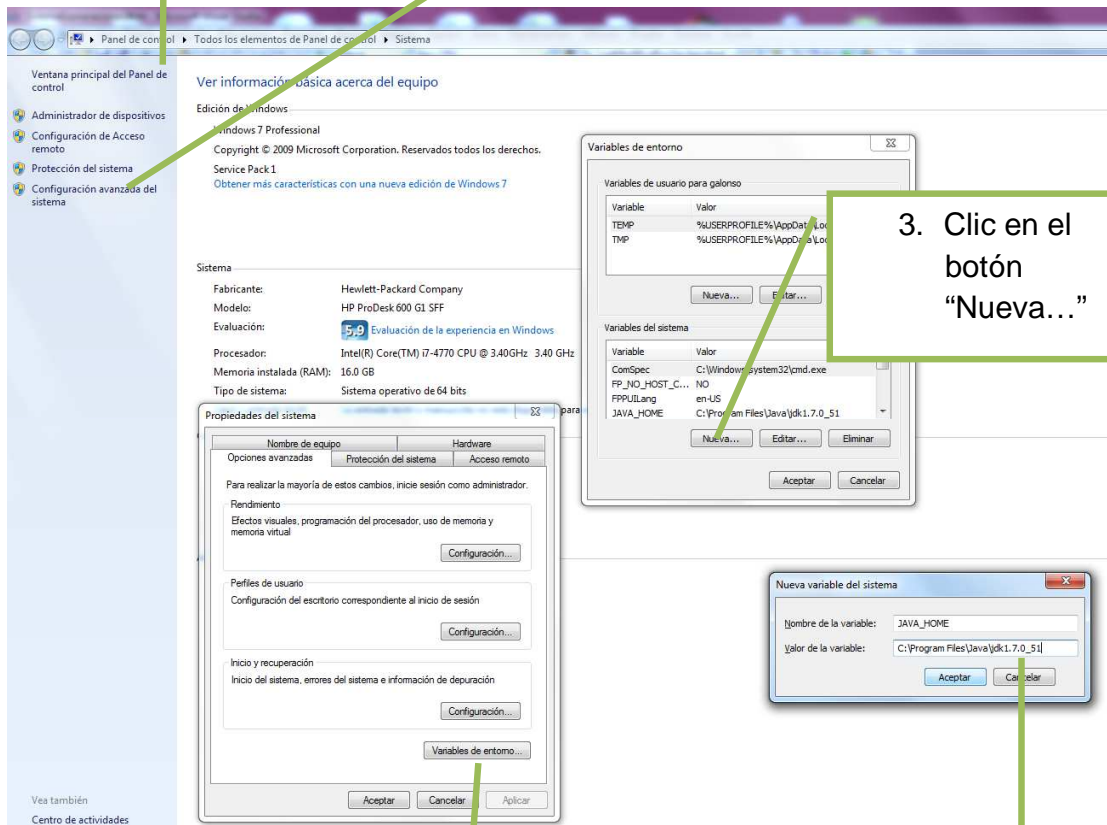 Panel de control ▸ Todos los elementos de Panel de control ▸ Sistema
Ventana principal del Panel de
control
Administrador de dispositivos
Configuración de Acceso
remoto
Protección del sistema
Configuración avanzada del
sistema
Vea también
Centro de actividades
Ver información básica acerca del equipo
Edición de Windows
Windows 7 Professional
Copyright © 2009 Microsoft Corporation. Reservados todos los derechos.
Service Pack 1
Obtener más características con una nueva edición de Windows 7
Sistema
Fabricante: Hewlett-Packard Company
Modelo: HP ProDesk 600 G1 SFF
Evaluación: 5,9 Evaluación de la experiencia en Windows
Procesador: Intel(R) Core(TM) i7-4770 CPU @ 3.40GHz 3.40 GHz
Memoria instalada (RAM): 16.0 GB
Tipo de sistema: Sistema operativo de 64 bits
para
Propiedades del sistema
Nombre de equipo Hardware
Opciones avanzadas Protección del sistema Acceso remoto
Para realizar la mayoría de estos cambios, inicie sesión como administrador.
Rendimiento
Efectos visuales, programación del procesador, uso de memoria y
memoria virtual
Configuración...
Perfiles de usuario
Configuración del escritorio correspondiente al inicio de sesión
Configuración...
Inicio y recuperación
Inicio del sistema, errores del sistema e información de depuración
Configuración...
Variables de entorno...
Aceptar Cancelar Aplicar
Variables de entorno
Variables de usuario para galonso
Variable Valor
TEMP %USERPROFILE%\AppData\Loc
TMP %USERPROFILE%\AppData\Loc
Nueva... Editar...
Variables del sistema
Variable Valor
ComSpec C:\Windows\system32\cmd.exe
FP_NO_HOST_C... NO
FPPUILang en-US
JAVA_HOME C:\Program Files\Java\jdk1.7.0_51
Nueva... Editar... Eliminar
Aceptar Cancelar
3. Clic en el
botón
“Nueva…”
Nueva variable del sistema
Nombre de la variable: JAVA_HOME
Valor de la variable: C:\Program Files\Java\jdk1.7.0_51
Aceptar Cancelar